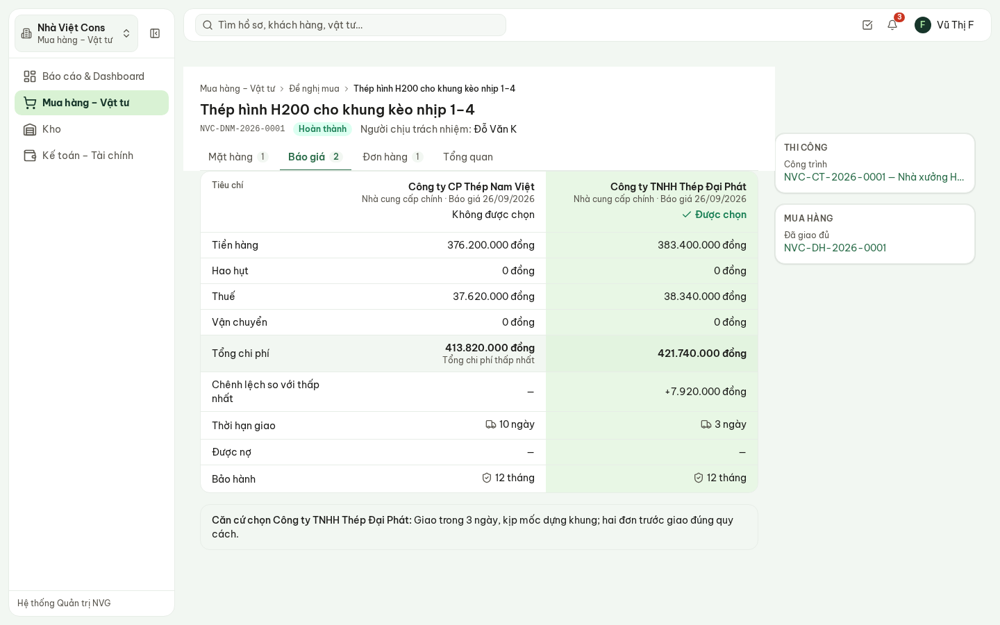 Nhà Việt Cons
Mua hàng – Vật tư
Báo cáo & Dashboard
Mua hàng – Vật tư
Kho
Kế toán – Tài chính
Hệ thống Quản trị NVG
Tìm hồ sơ, khách hàng, vật tư…
3
F
Vũ Thị F
Mua hàng – Vật tư > Đề nghị mua > Thép hình H200 cho khung kèo nhịp 1–4
Thép hình H200 cho khung kèo nhịp 1–4
NVC-DNM-2026-0001 Hoàn thành Người chịu trách nhiệm: Đỗ Văn K
Mặt hàng 1 Báo giá 2 Đơn hàng 1 Tổng quan
Tiêu chí Công ty CP Thép Nam Việt Công ty TNHH Thép Đại Phát
Nhà cung cấp chính · Báo giá 26/09/2026 Nhà cung cấp chính · Báo giá 26/09/2026
Không được chọn Được chọn
Tiền hàng 376.200.000 đồng 383.400.000 đồng
Hao hụt 0 đồng 0 đồng
Thuế 37.620.000 đồng 38.340.000 đồng
Vận chuyển 0 đồng 0 đồng
Tổng chi phí 413.820.000 đồng 421.740.000 đồng
Tổng chi phí thấp nhất
Chênh lệch so với thấp
nhất — +7.920.000 đồng
Thời hạn giao 10 ngày 3 ngày
Được nợ — —
Bảo hành 12 tháng 12 tháng
Căn cứ chọn Công ty TNHH Thép Đại Phát: Giao trong 3 ngày, kịp mốc dựng khung; hai đơn trước giao đúng quy
cách.
THI CÔNG
Công trình
NVC-CT-2026-0001 — Nhà xưởng H…
MUA HÀNG
Đã giao đủ
NVC-DH-2026-0001